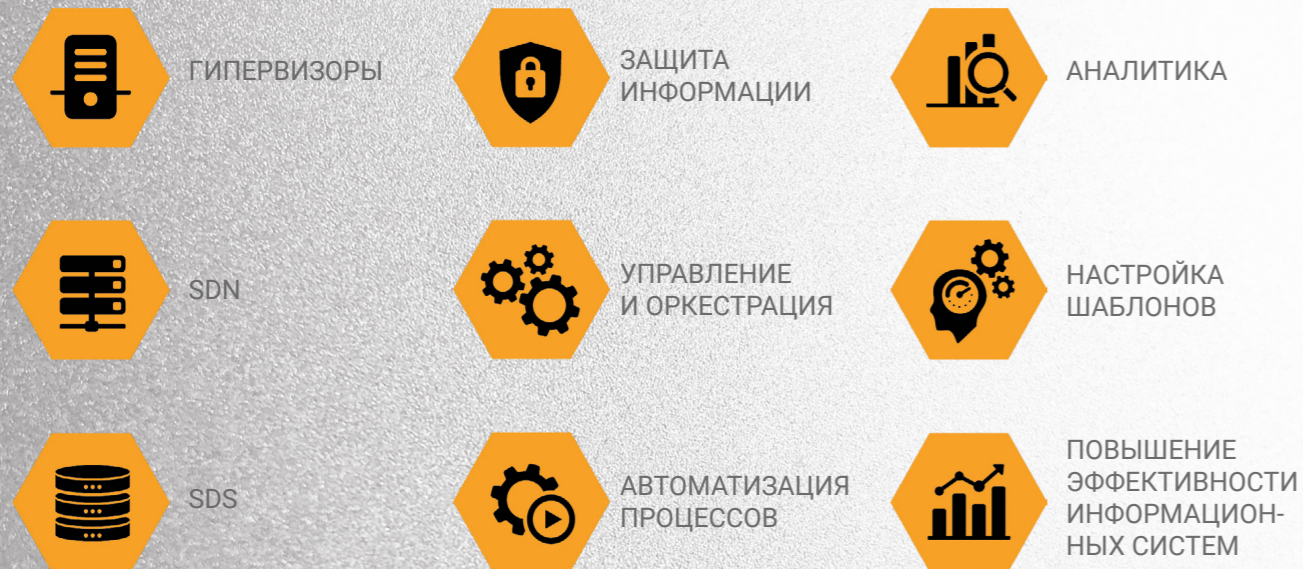 ГИПЕРВИЗОРЫ
ЗАЩИТА
ИНФОРМАЦИИ
АНАЛИТИКА
SDN
УПРАВЛЕНИЕ
И ОРКЕСТРАЦИЯ
НАСТРОЙКА
ШАБЛОНОВ
SDS
АВТОМАТИЗАЦИЯ
ПРОЦЕССОВ
ПОВЫШЕНИЕ
ЭФФЕКТИВНОСТИ
ИНФОРМАЦИОН-
НЫХ СИСТЕМ